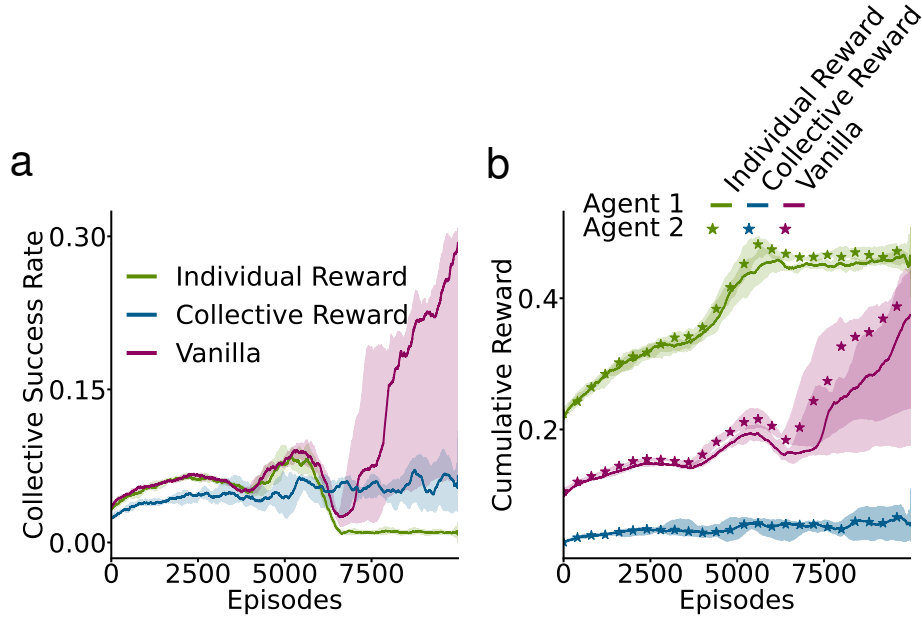 a
Collective Success Rate
0.30
0.15
0.00
Individual Reward
Collective Reward
Vanilla
0
2500
5000
7500
Episodes
b
Individual Reward
Collective Reward
Vanilla
Agent 1
Agent 2
Cumulative Reward
0.4
0.2
0
2500
5000
7500
Episodes